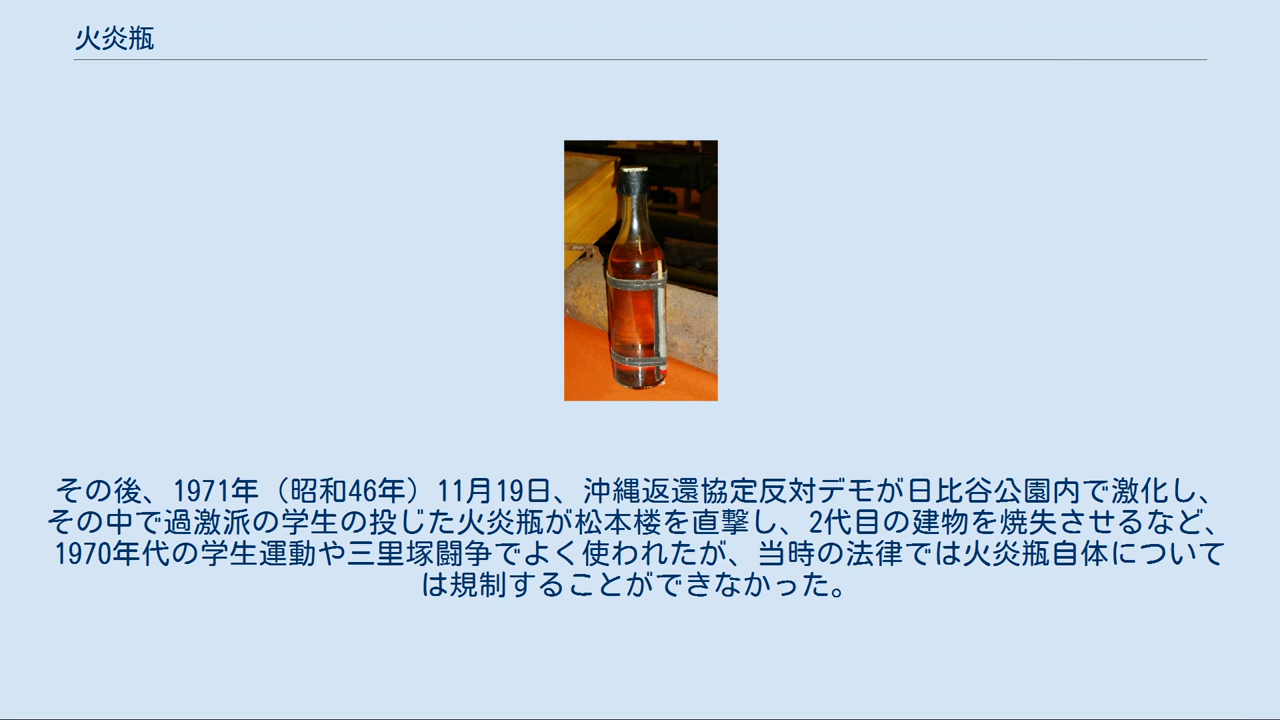 火炎瓶
その後、1971年（昭和46年）11月19日、沖縄返還協定反対デモが日比谷公園内で激化し、
その中で過激派の学生の投じた火炎瓶が松本楼を直撃し、2代目の建物を焼失させるなど、
1970年代の学生運動や三里塚闘争でよく使われたが、当時の法律では火炎瓶自体について
は規制することができなかった。